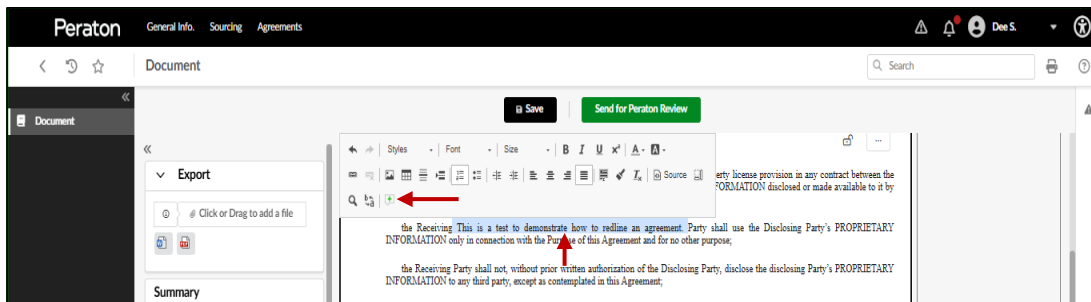 Peraton General Info. Sourcing Agreements Dee S.
Document Search
Document
Save Send for Peraton Review
Export
Click or Drag to add a file
Summary
Styles Font Size B I U x² A A
Source
erty license provision in any contract between the
FORMATION disclosed or made available to it by
the Receiving This is a test to demonstrate how to redline an agreement. Party shall use the Disclosing Party's PROPRIETARY
INFORMATION only in connection with the Purpose of this Agreement and for no other purpose;
the Receiving Party shall not, without prior written authorization of the Disclosing Party, disclose the disclosing Party's PROPRIETARY
INFORMATION to any third party, except as contemplated in this Agreement;